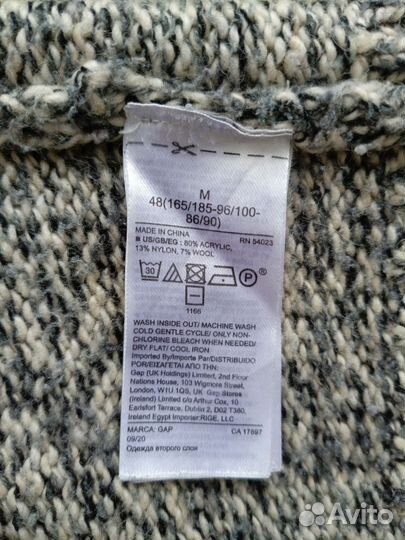 M
48(165/185-96/100-
86/90)
MADE IN CHINA
RN 54023
■ US/GB/EG : 80% ACRYLIC,
13% NYLON, 7% WOOL
30
P
1166
WASH INSIDE OUT/ MACHINE WASH
COLD GENTLE CYCLE/ ONLY NON-
CHLORINE BLEACH WHEN NEEDED/
DRY FLAT/ COOL IRON
Imported By/Importe Par/DISTRIBUIDO
POR/ΕΙΣΑΓΕΤΑΙ ΑΠΟ ΤΗΝ:
Gap (UK Holdings) Limited, 2nd Floor
Nations House, 103 Wigmore Street
London, W1U 1QS, UK Gap Stores
(Ireland) Limited c/o Arthur Cox, 10
Earlsfort Terrace, Dublin 2, D02 T380,
Ireland Egypt Importer:RIGE, LLC
MARCA: GAP
CA 17897
09/20
Одежда второго слоя
Avito